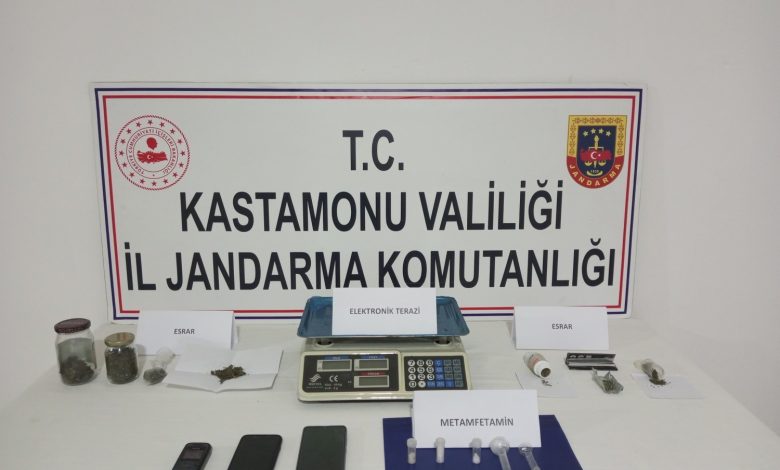 T.C.
KASTAMONU VALİLİĞİ
İL JANDARMA KOMUTANLIĞI
JANDARMA
ESRAR
ELEKTRONİK TERAZİ
ESRAR
METAMFETAMİN